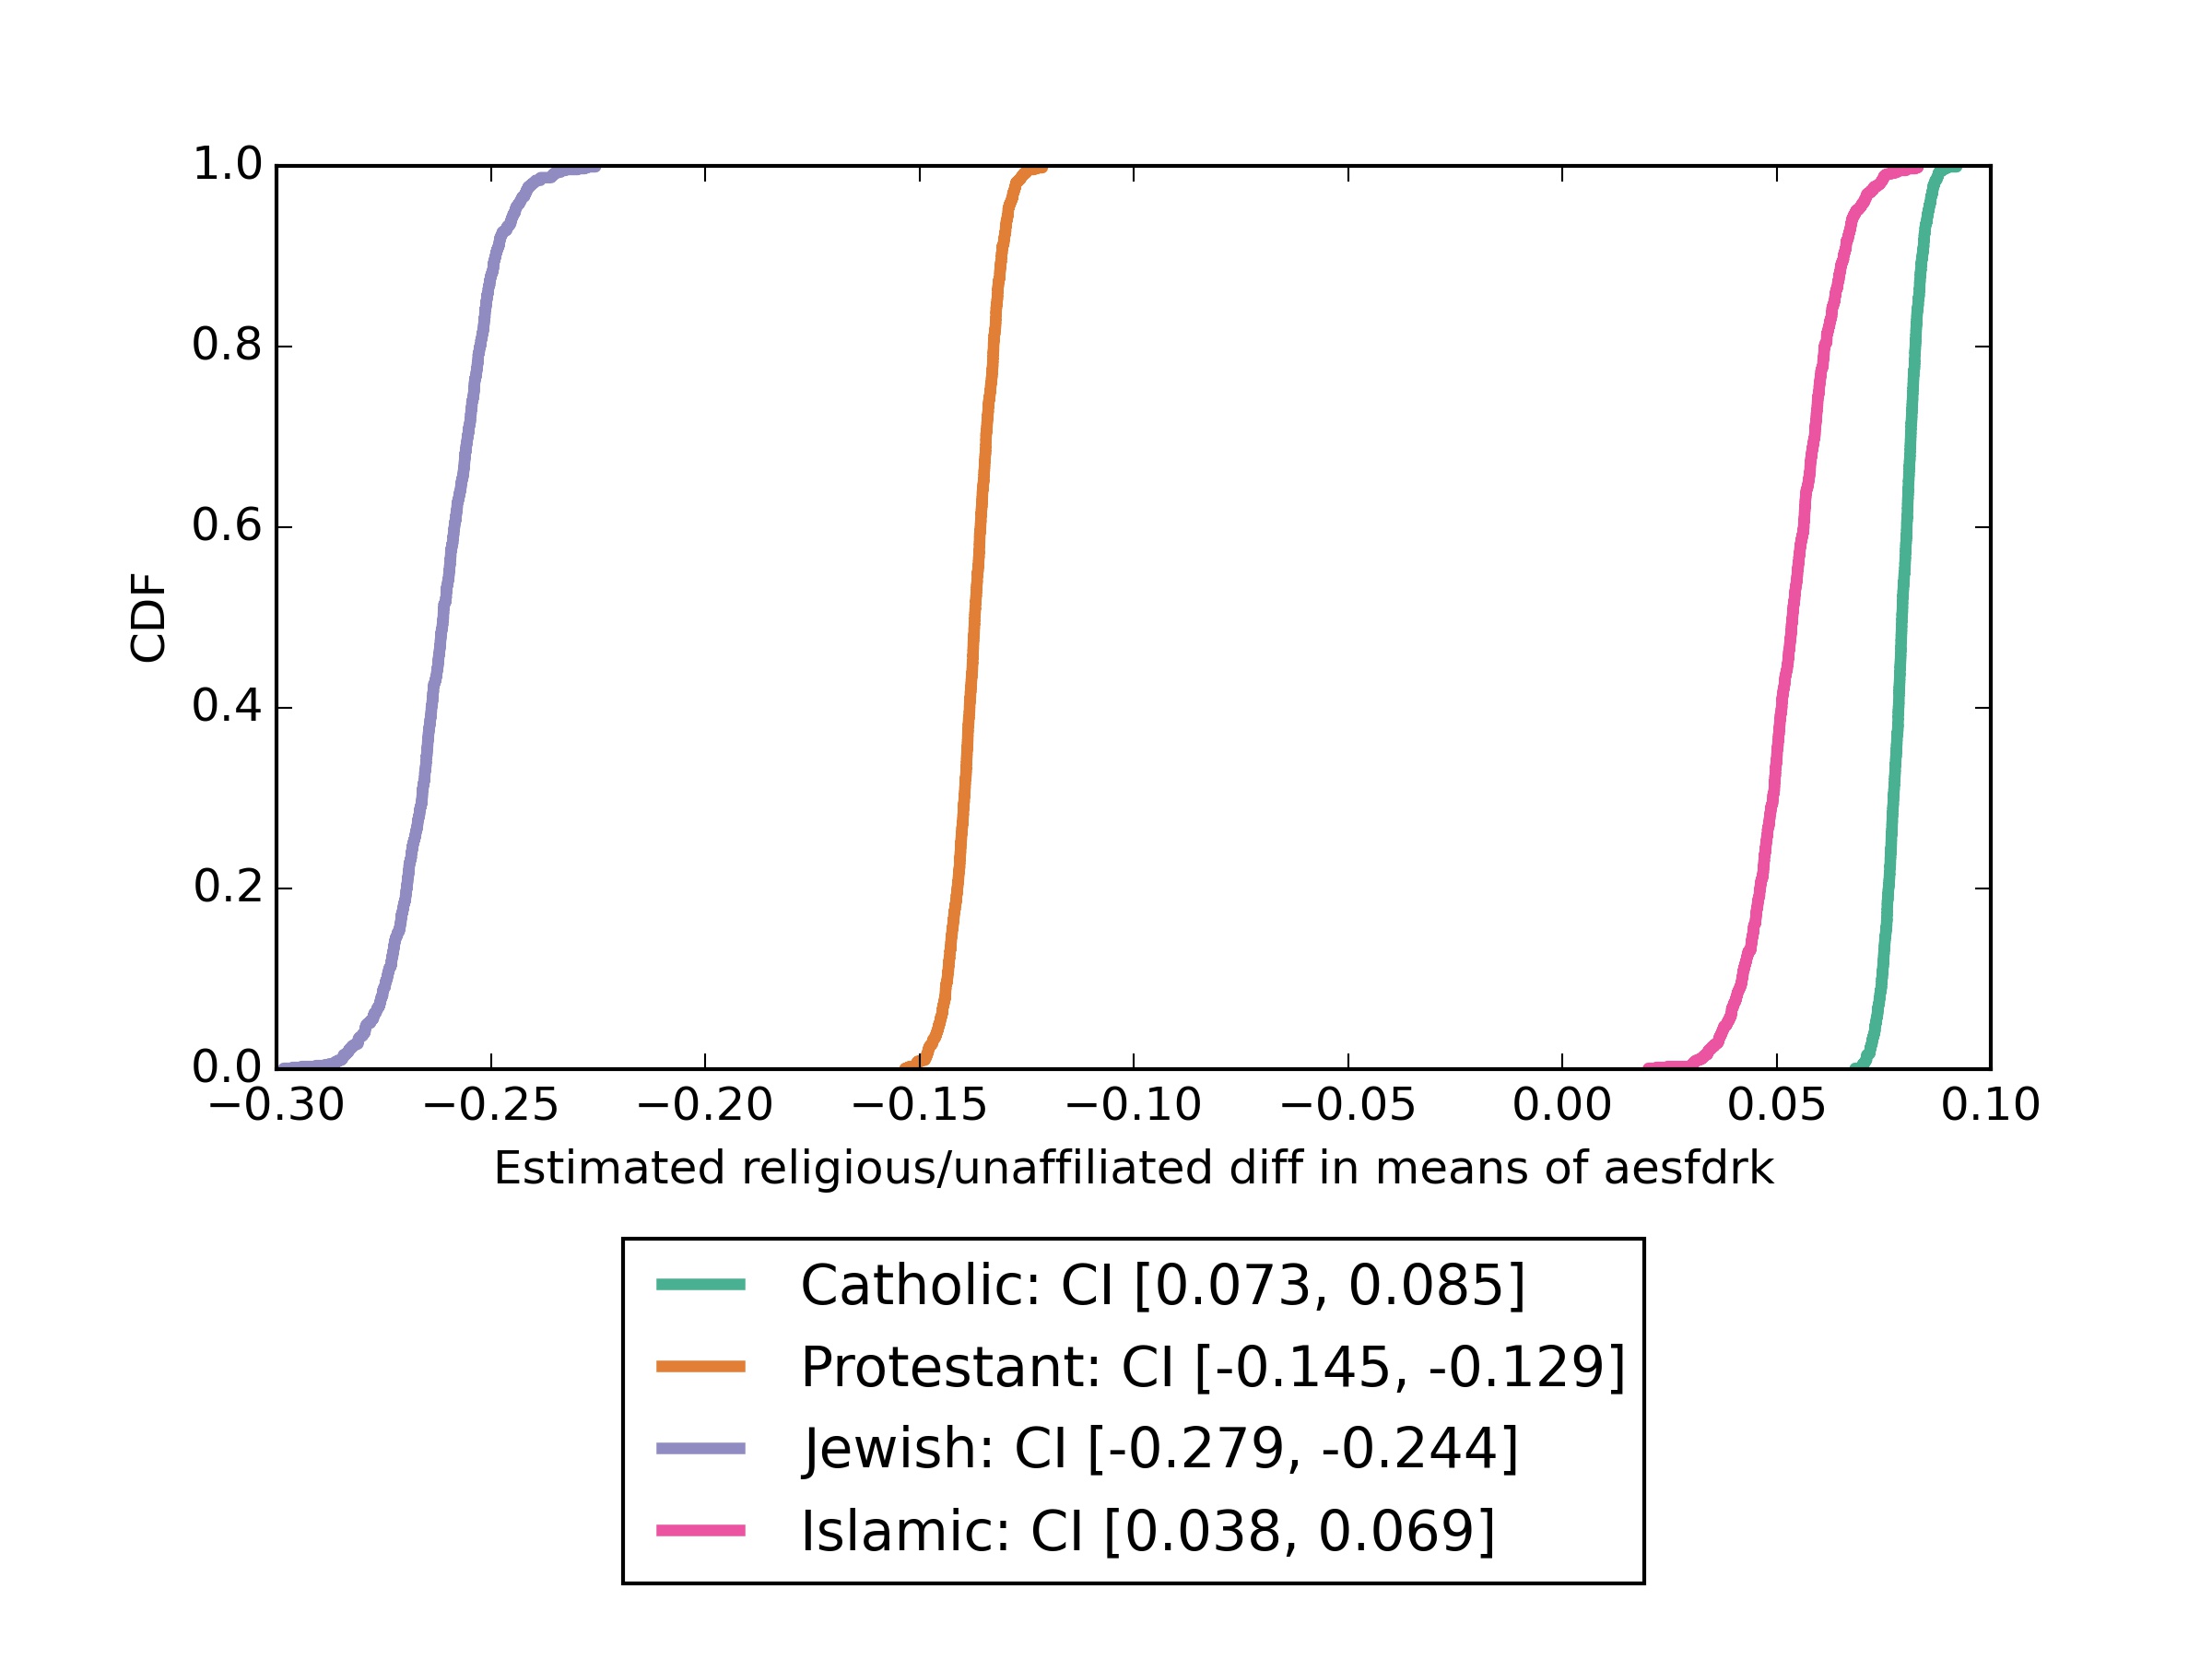 1.0
0.8
0.6
0.4
0.2
0.0
CDF
−0.30 −0.25 −0.20 −0.15 −0.10 −0.05 0.00 0.05 0.10
Estimated religious/unaffiliated diff in means of aesfdrk
Catholic: CI [0.073, 0.085]
Protestant: CI [-0.145, -0.129]
Jewish: CI [-0.279, -0.244]
Islamic: CI [0.038, 0.069]